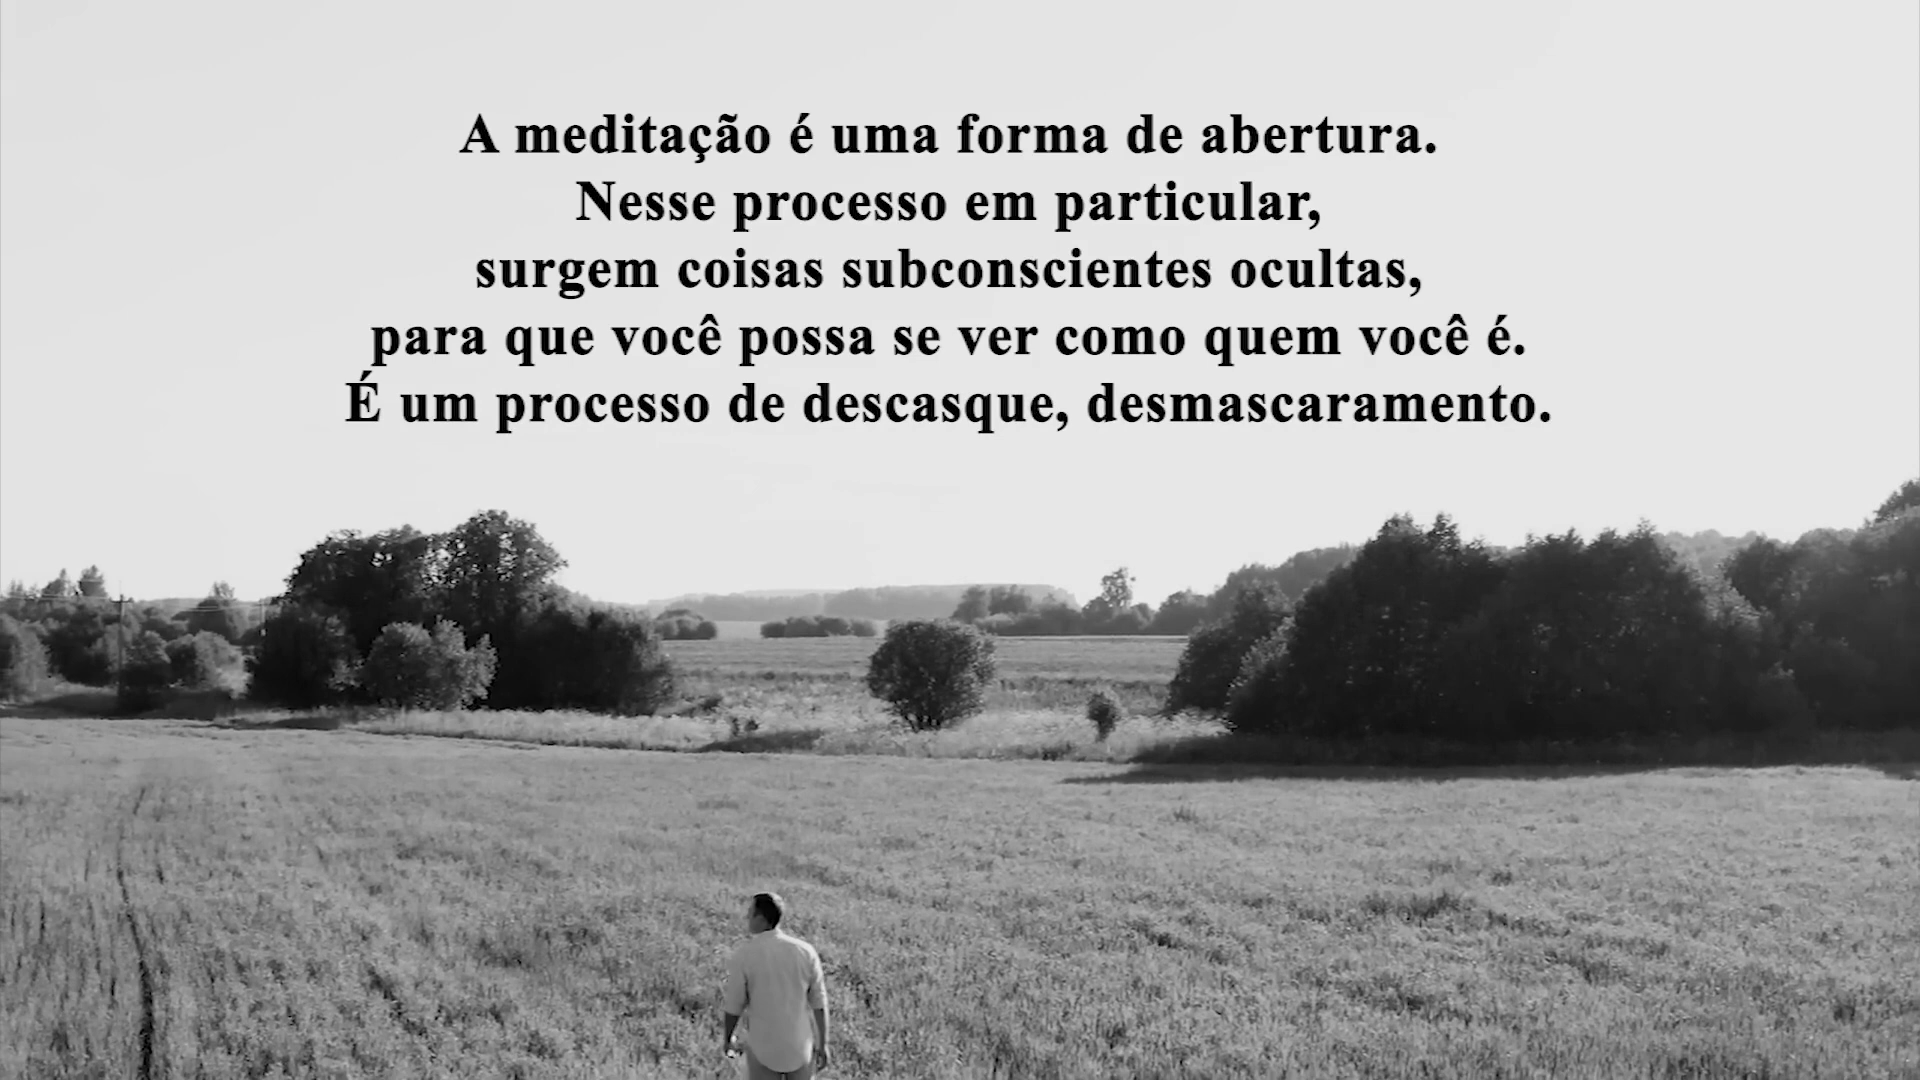 A meditação é uma forma de abertura.
Nesse processo em particular,
surgem coisas subconscientes ocultas,
para que você possa se ver como quem você é.
É um processo de descasque, desmascaramento.